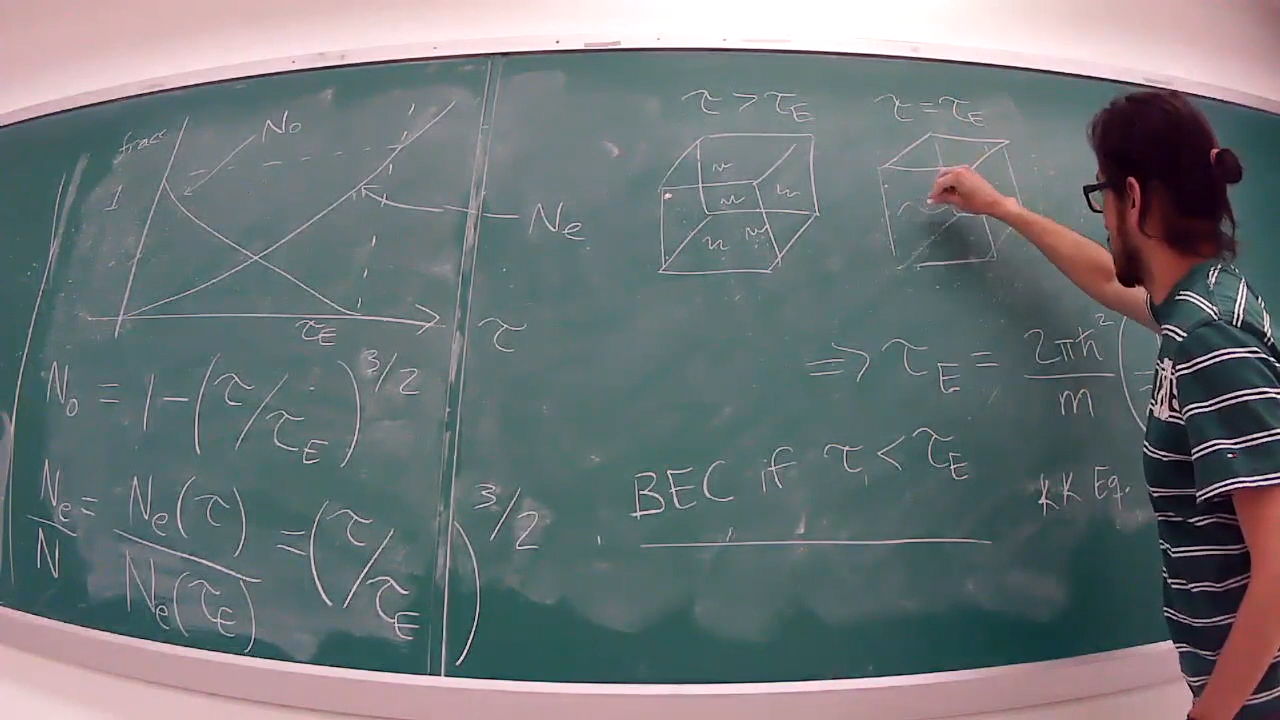 frac
N₀
1
Nₑ
τ_E
τ
N₀ = 1 - (τ/τ_E)^3/2
Nₑ/N = Nₑ(τ)/Nₑ(τ_E) = (τ/τ_E)^3/2
τ > τ_E
τ = τ_E
⇒ τ_E = 2πħ²/m (
BEC if τ < τ_E
KK Eq.